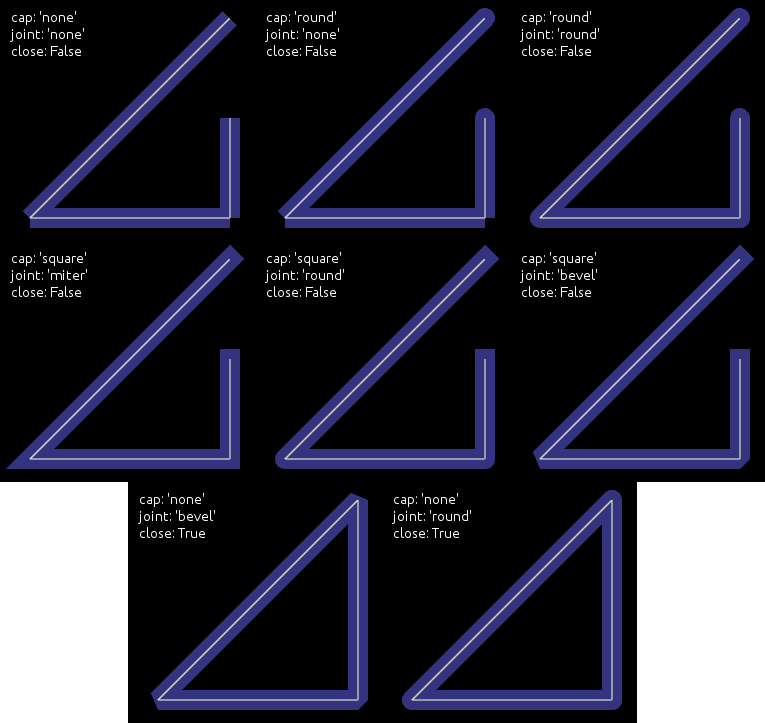 cap: 'none'
joint: 'none'
close: False
cap: 'round'
joint: 'none'
close: False
cap: 'round'
joint: 'round'
close: False
cap: 'square'
joint: 'miter'
close: False
cap: 'square'
joint: 'round'
close: False
cap: 'square'
joint: 'bevel'
close: False
cap: 'none'
joint: 'bevel'
close: True
cap: 'none'
joint: 'round'
close: True